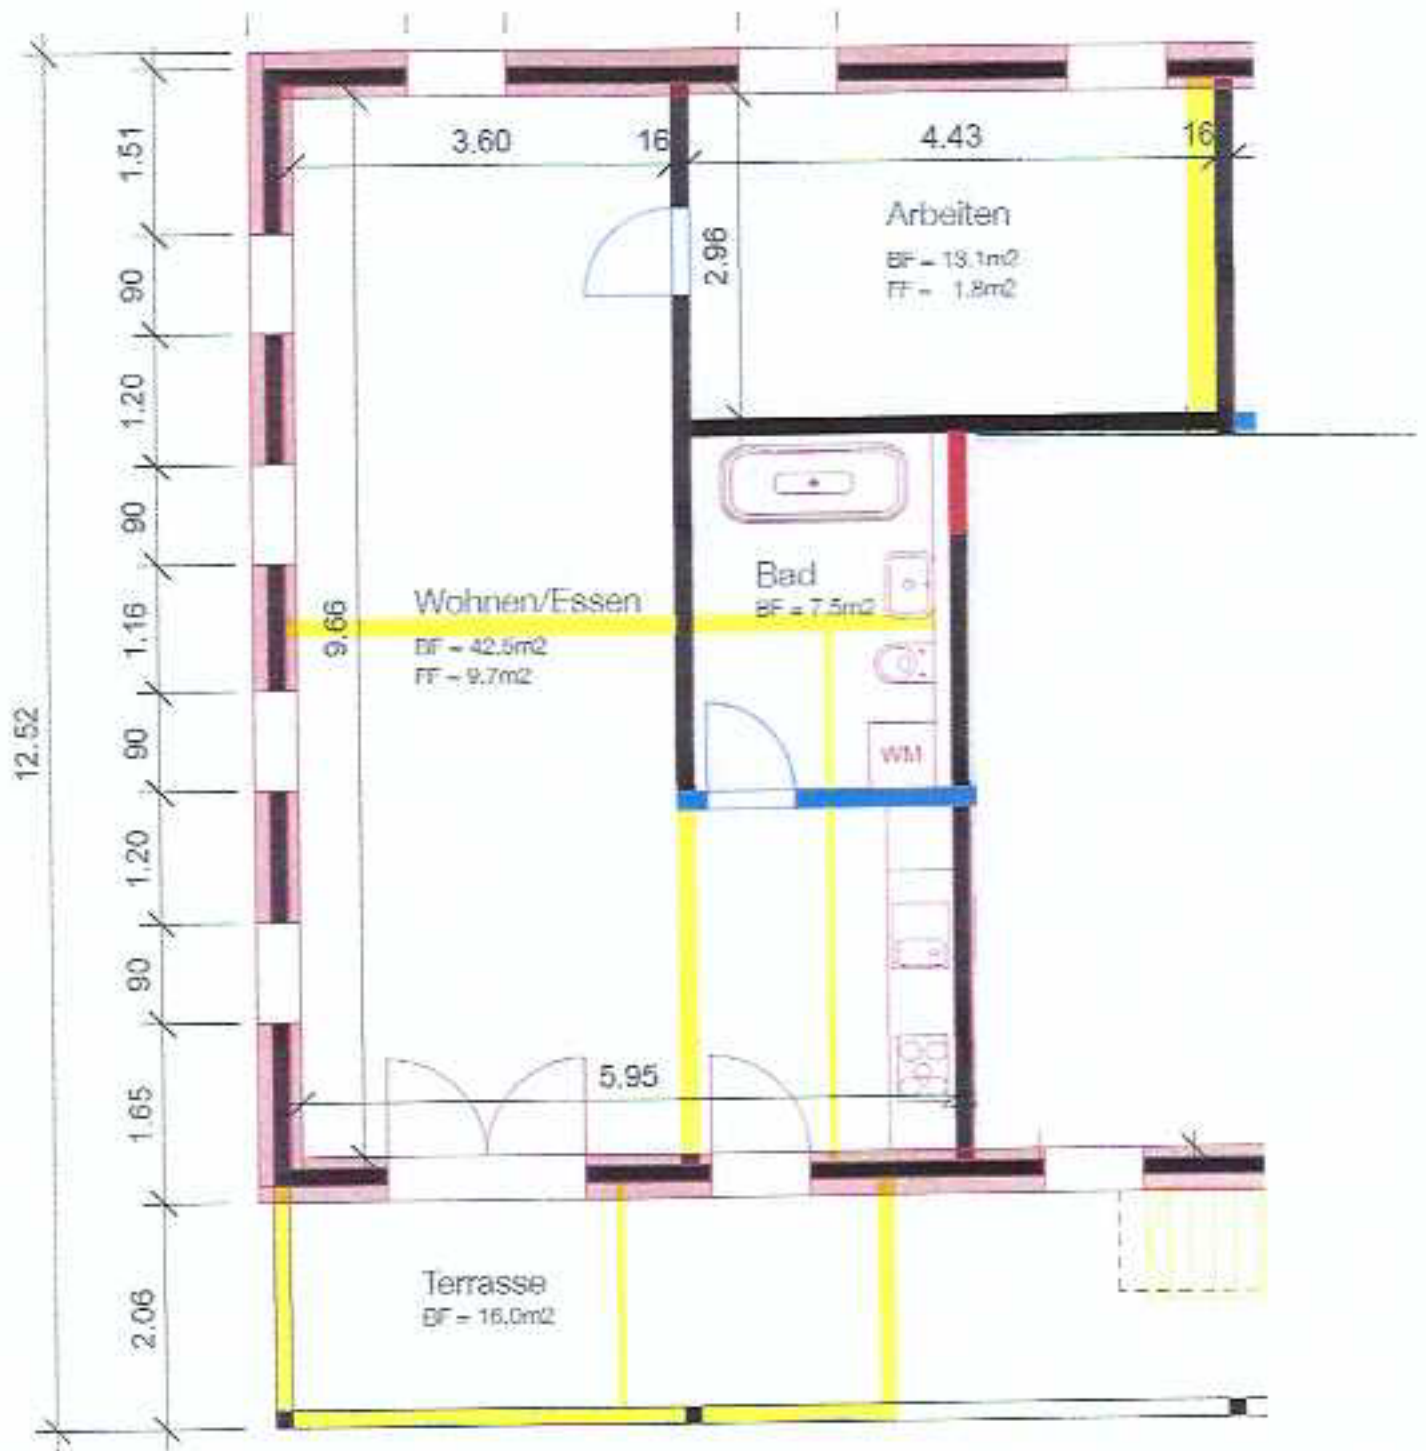 3.60
16
4.43
16
Arbeiten
BF = 13.1m2
FF = 1.8m2
2.96
1.51
90
1.20
90
1.16
90
1.20
90
1.65
2.06
12.52
9.66
Wohnen/Essen
BF = 42.5m2
FF = 9.7m2
Bad
BF = 7.5m2
WM
5.95
Terrasse
BF = 16.0m2